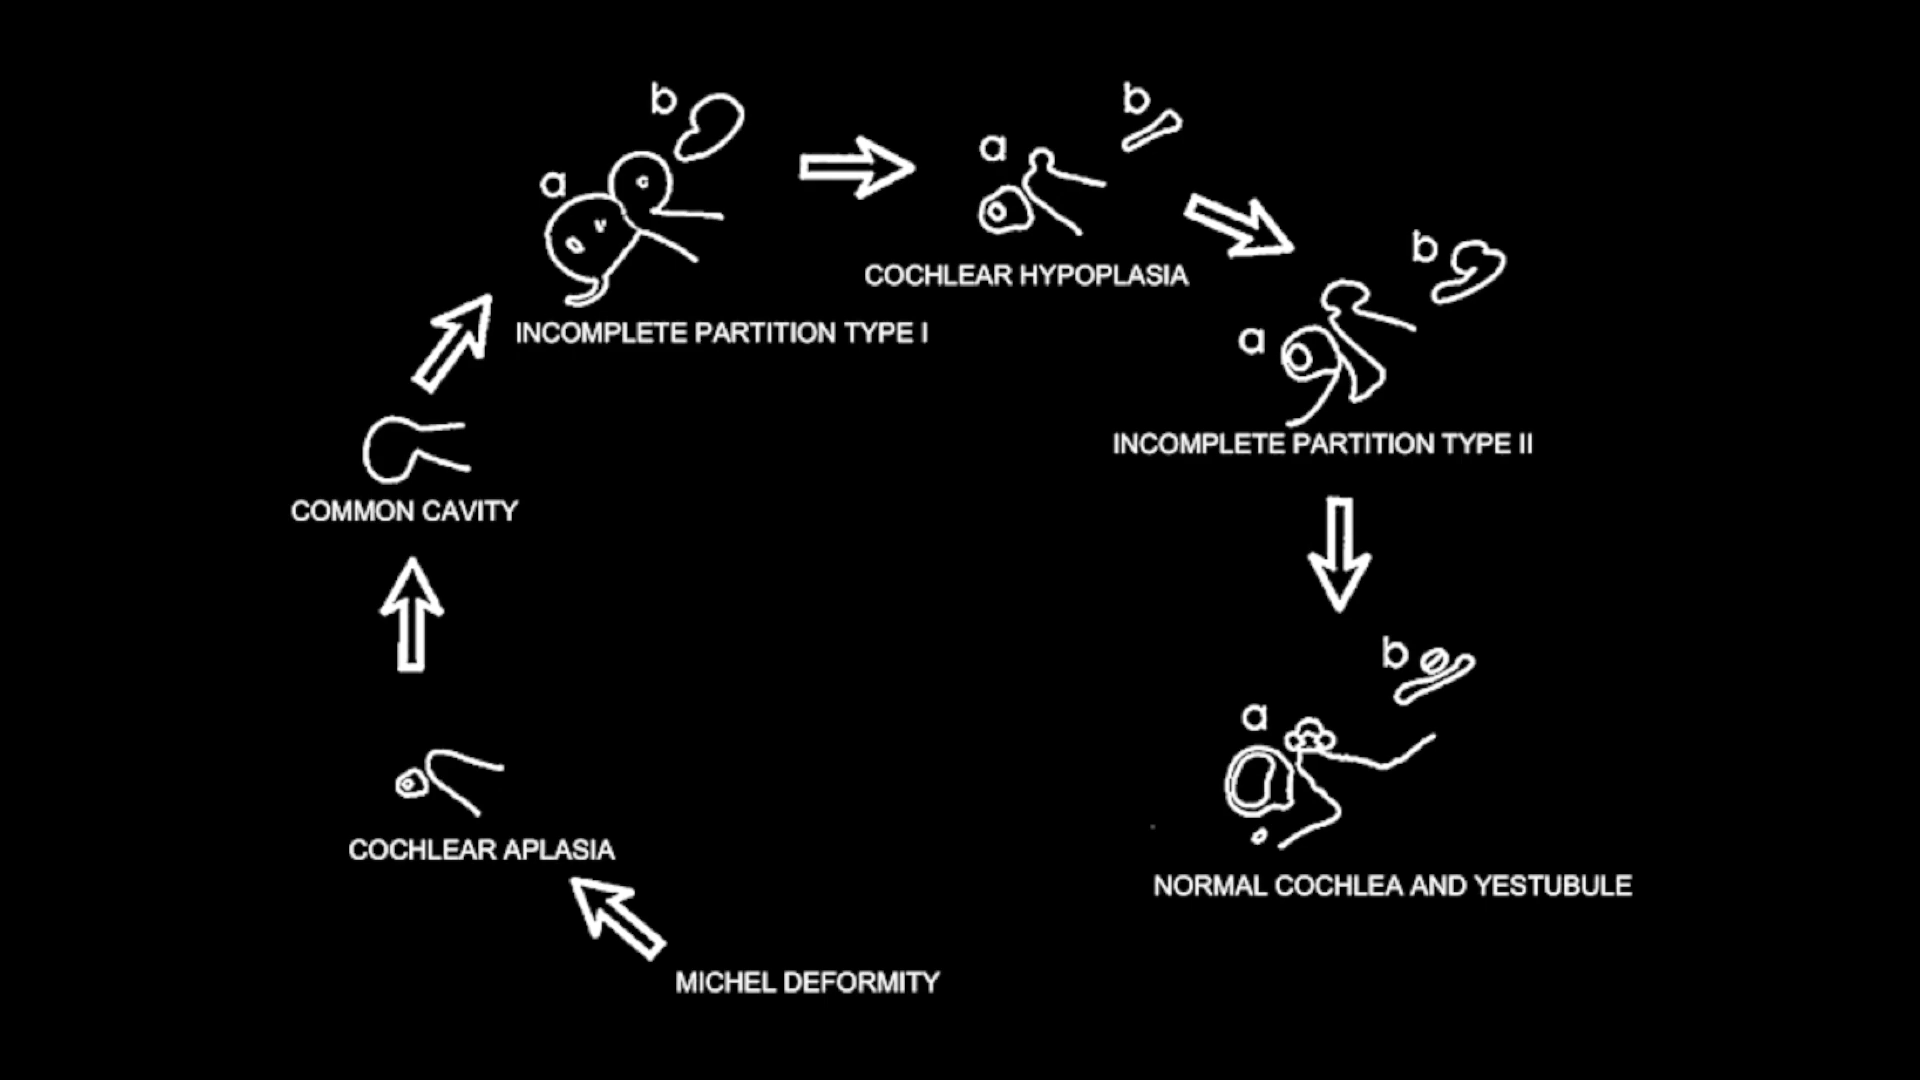 b
a
INCOMPLETE PARTITION TYPE I
b
a
COCHLEAR HYPOPLASIA
b
a
INCOMPLETE PARTITION TYPE II
COMMON CAVITY
b
a
NORMAL COCHLEA AND YESTUBULE
COCHLEAR APLASIA
MICHEL DEFORMITY